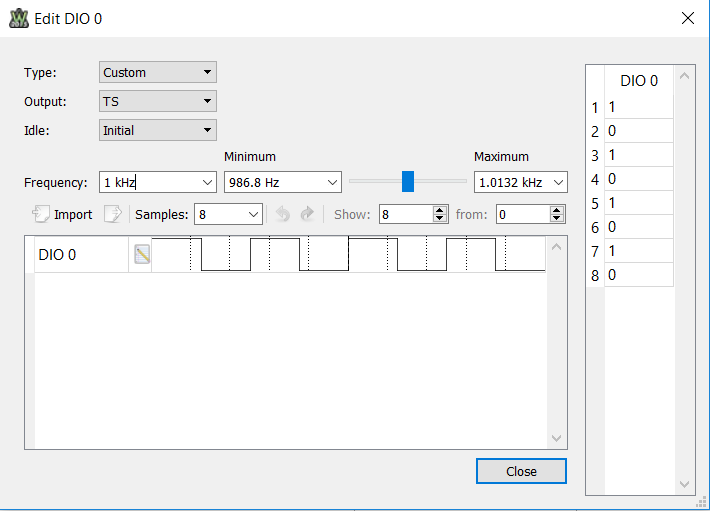 Edit DIO 0
Type: Custom
Output: TS
Idle: Initial
Minimum Maximum
Frequency: 1 kHz 986.8 Hz 1.0132 kHz
Import Samples: 8 Show: 8 from: 0
DIO 0
Close
DIO 0
1 1
2 0
3 1
4 0
5 1
6 0
7 1
8 0